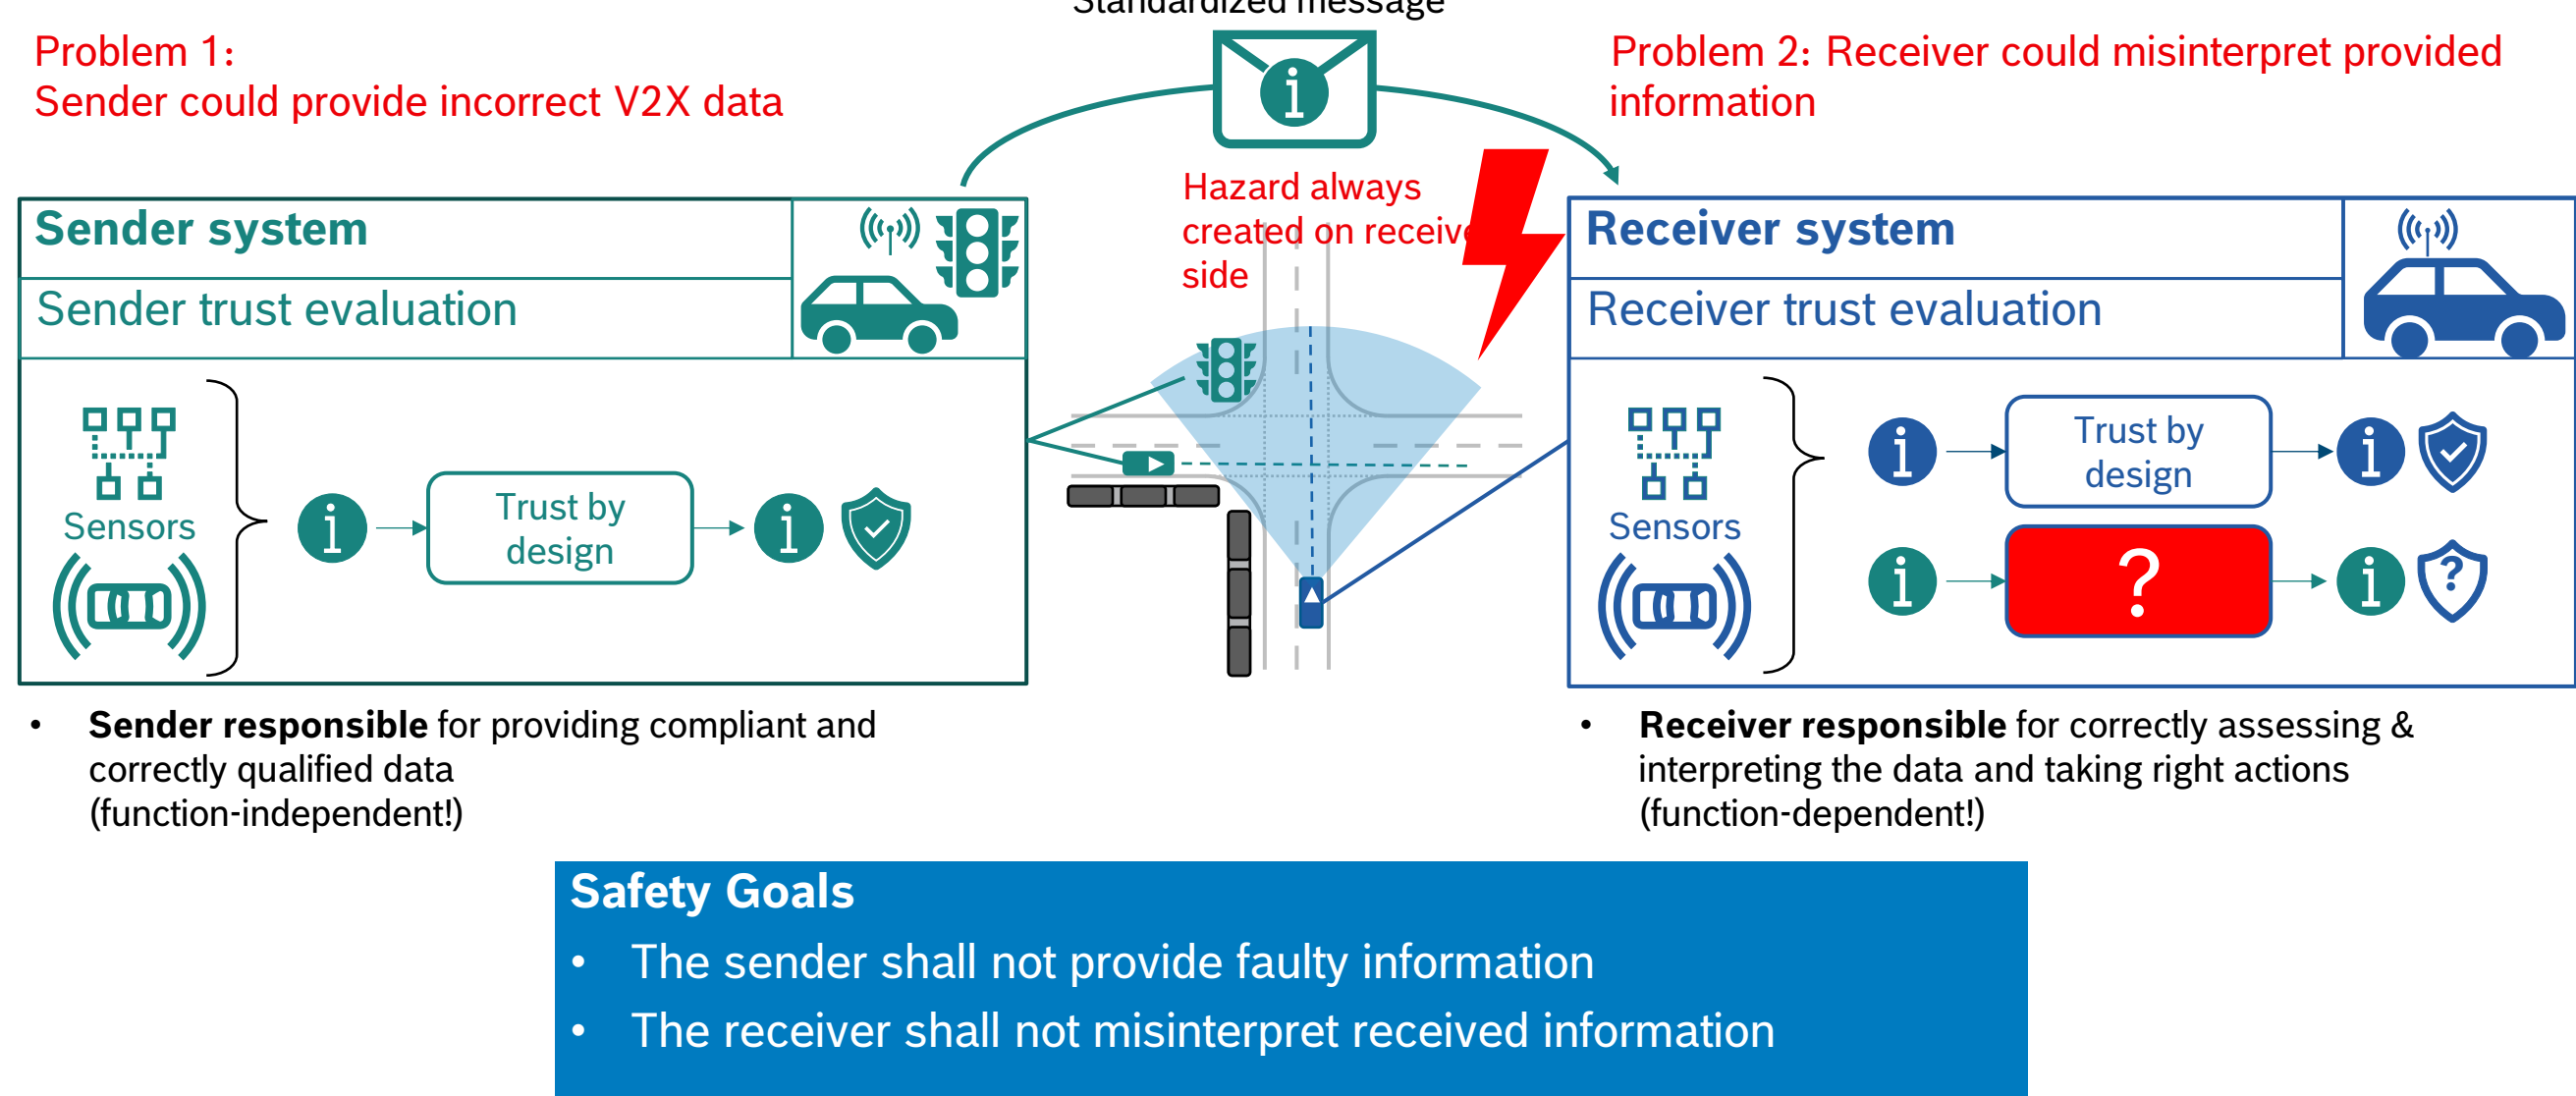 Standardized message
Problem 1:
Sender could provide incorrect V2X data
Problem 2: Receiver could misinterpret provided
information
Hazard always
created on receive
side
Sender system
Sender trust evaluation
Sensors
i
Trust by
design
i
Receiver system
Receiver trust evaluation
Sensors
i
Trust by
design
i
i
?
i
?
• Sender responsible for providing compliant and
correctly qualified data
(function-independent!)
• Receiver responsible for correctly assessing &
interpreting the data and taking right actions
(function-dependent!)
Safety Goals
• The sender shall not provide faulty information
• The receiver shall not misinterpret received information